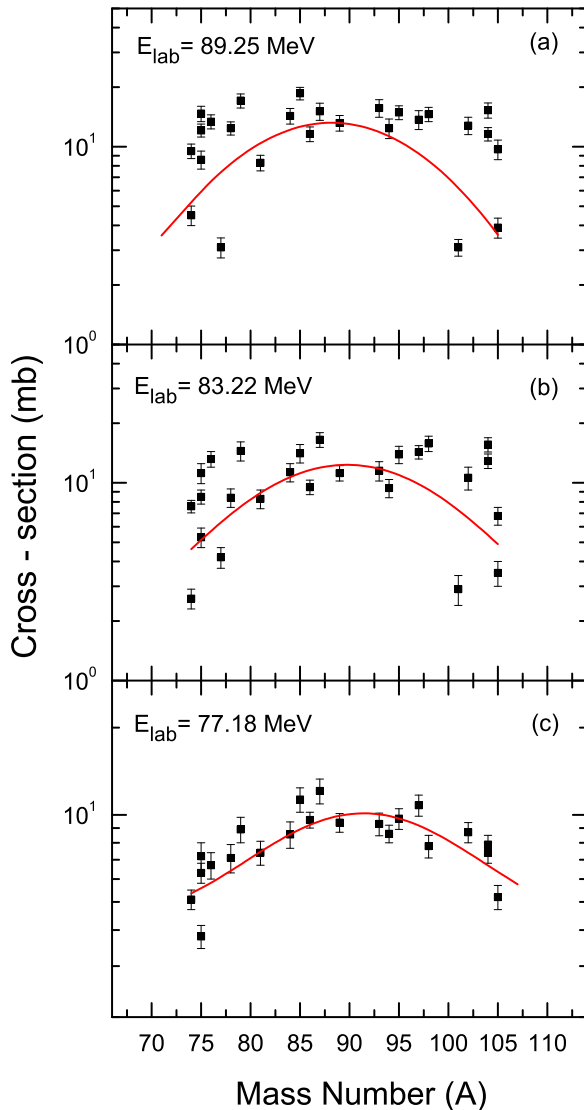 E_lab= 89.25 MeV (a)
10^1
10^0
E_lab= 83.22 MeV (b)
10^1
10^0
E_lab= 77.18 MeV (c)
10^1
Cross - section (mb)
70 75 80 85 90 95 100 105 110
Mass Number (A)